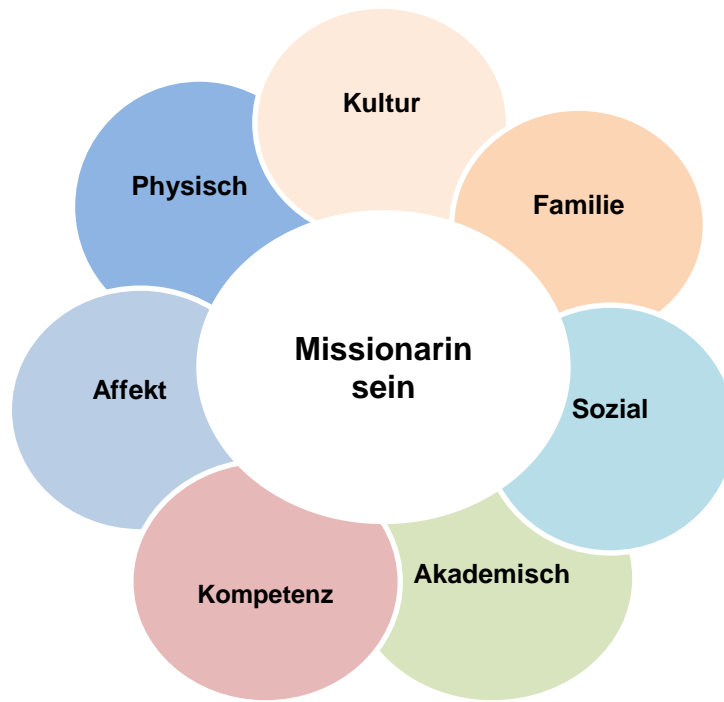 Kultur
Physisch
Familie
Missionarin
sein
Affekt
Sozial
Akademisch
Kompetenz